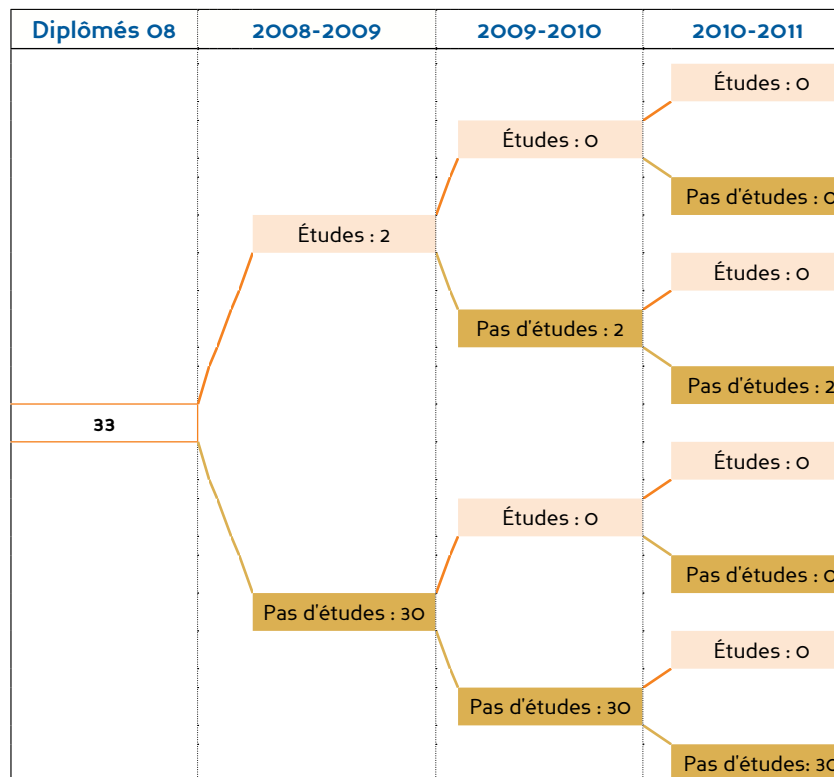 Diplômés 08 2008-2009 2009-2010 2010-2011
Études : 0
Études : 0
Pas d'études : 0
Études : 2
Études : 0
Pas d'études : 2
Pas d'études : 2
33
Études : 0
Études : 0
Pas d'études : 0
Pas d'études : 30
Études : 0
Pas d'études : 30
Pas d'études: 30